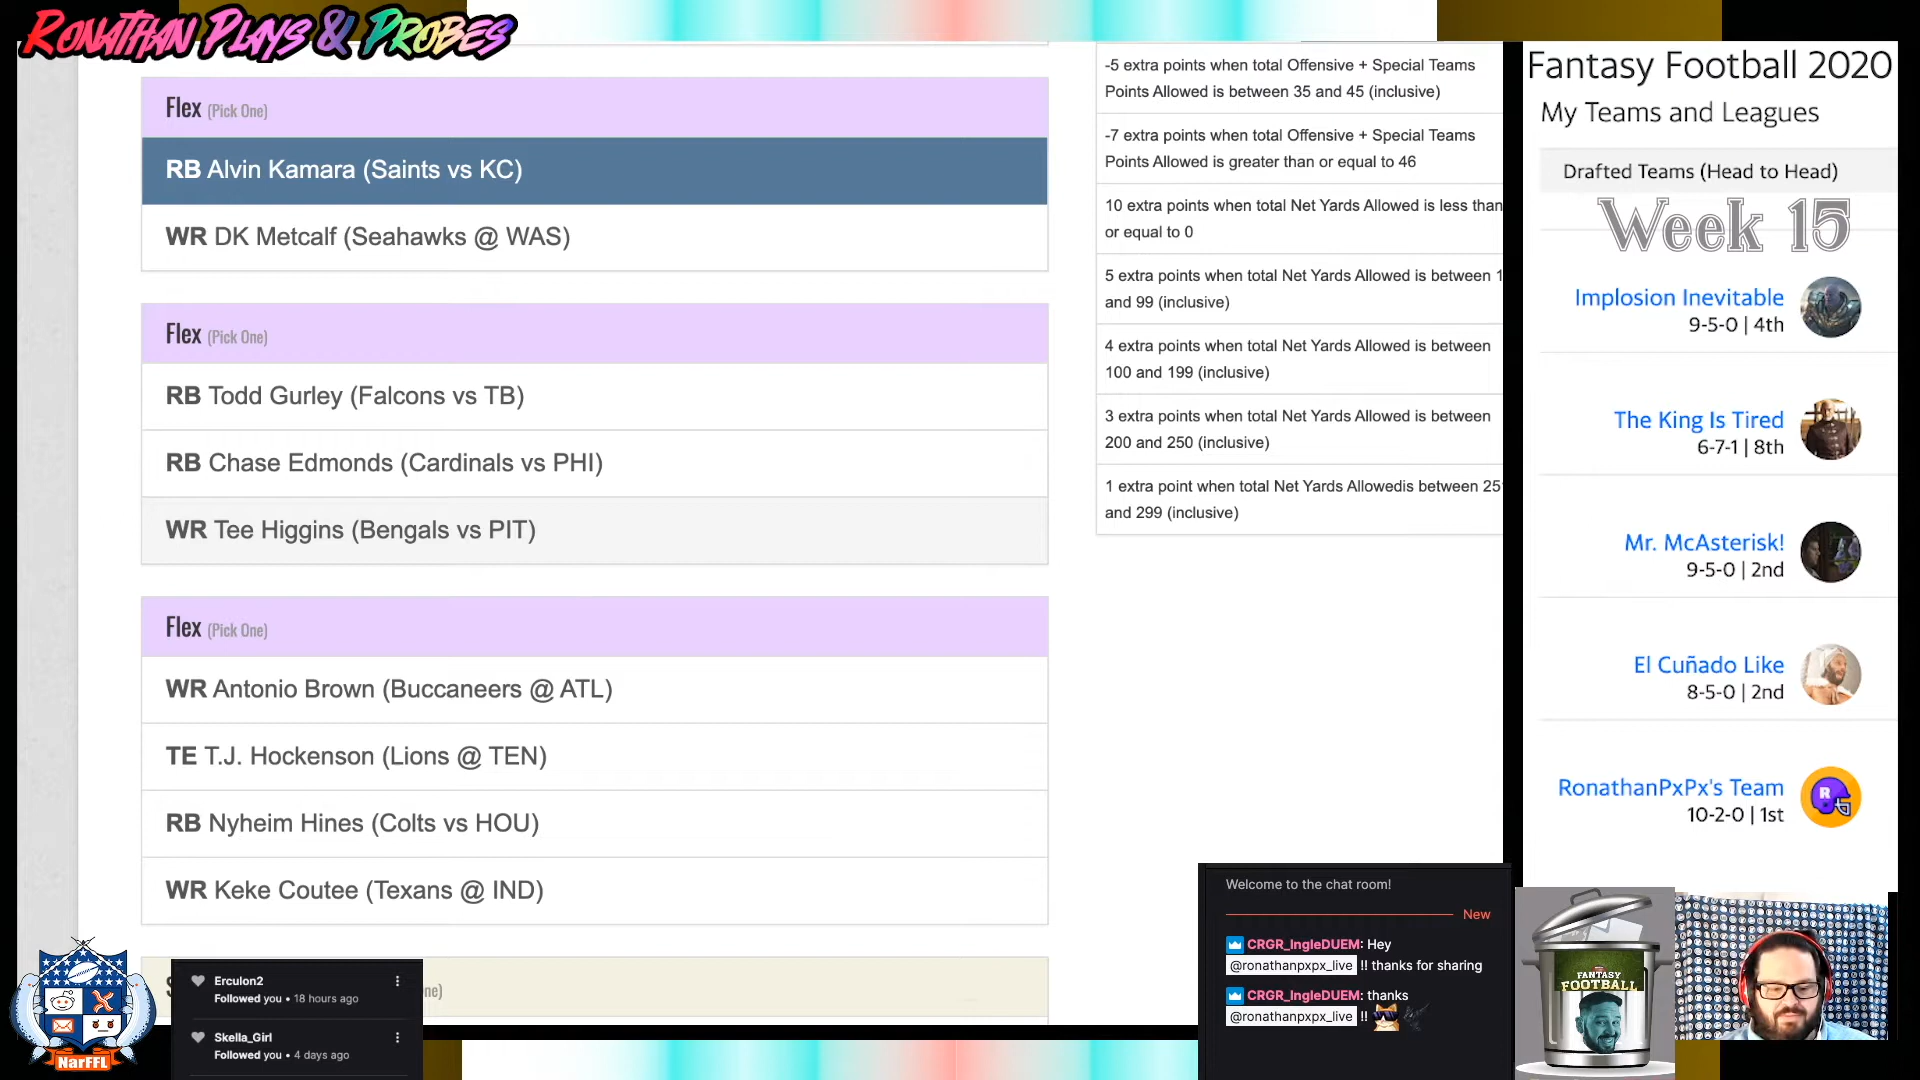 RONATHAN PLAYS & PROBES
Flex (Pick One)
RB Alvin Kamara (Saints vs KC)
WR DK Metcalf (Seahawks @ WAS)
Flex (Pick One)
RB Todd Gurley (Falcons vs TB)
RB Chase Edmonds (Cardinals vs PHI)
WR Tee Higgins (Bengals vs PIT)
Flex (Pick One)
WR Antonio Brown (Buccaneers @ ATL)
TE T.J. Hockenson (Lions @ TEN)
RB Nyheim Hines (Colts vs HOU)
WR Keke Coutee (Texans @ IND)
one)
-5 extra points when total Offensive + Special Teams
Points Allowed is between 35 and 45 (inclusive)
-7 extra points when total Offensive + Special Teams
Points Allowed is greater than or equal to 46
10 extra points when total Net Yards Allowed is less than
or equal to 0
5 extra points when total Net Yards Allowed is between 1
and 99 (inclusive)
4 extra points when total Net Yards Allowed is between
100 and 199 (inclusive)
3 extra points when total Net Yards Allowed is between
200 and 250 (inclusive)
1 extra point when total Net Yards Allowedis between 25
and 299 (inclusive)
Fantasy Football 2020
My Teams and Leagues
Drafted Teams (Head to Head)
Week 15
Implosion Inevitable
9-5-0 | 4th
The King Is Tired
6-7-1 | 8th
Mr. McAsterisk!
9-5-0 | 2nd
El Cuñado Like
8-5-0 | 2nd
RonathanPxPx's Team
10-2-0 | 1st
R
NarFFL
Erculon2
Followed you • 18 hours ago
Skella_Girl
Followed you • 4 days ago
Welcome to the chat room!
New
CRGR_IngleDUEM: Hey
@ronathanpxpx_live !! thanks for sharing
CRGR_IngleDUEM: thanks
@ronathanpxpx_live !!
FANTASY
FOOTBALL